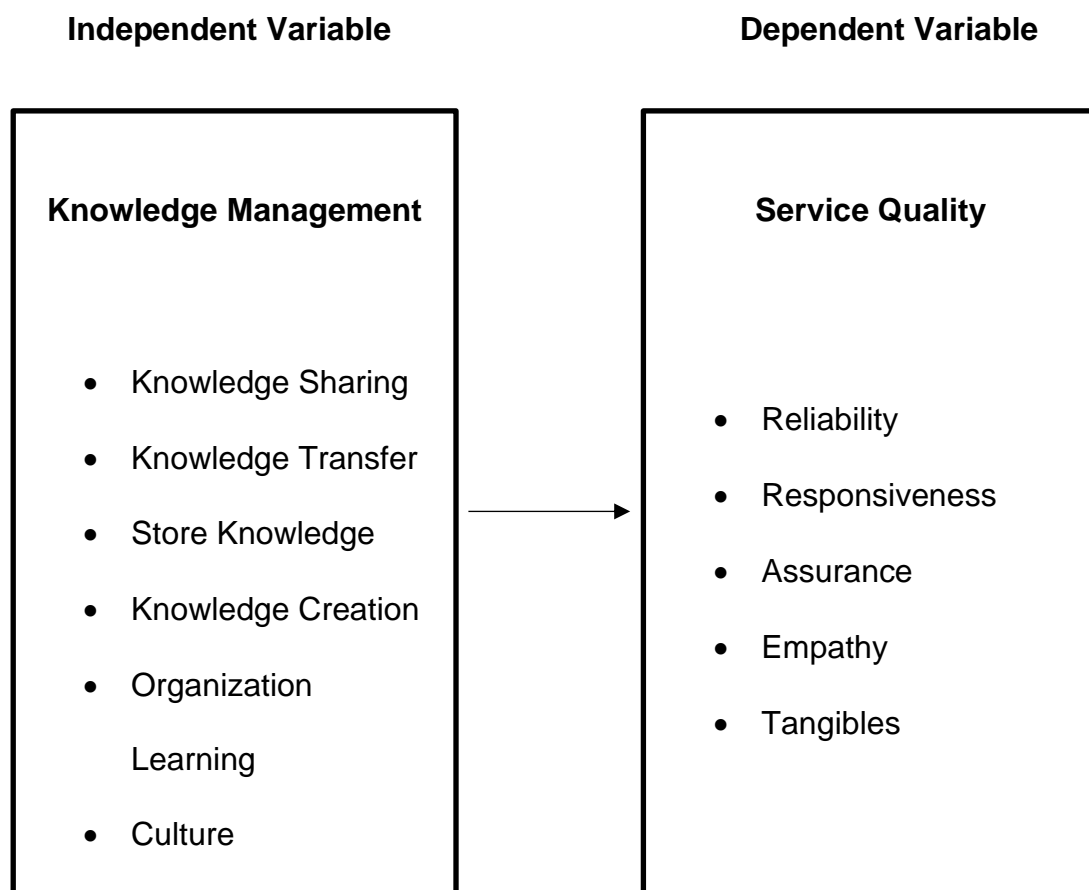 Independent Variable
Dependent Variable
Knowledge Management
• Knowledge Sharing
• Knowledge Transfer
• Store Knowledge
• Knowledge Creation
• Organization
Learning
• Culture
Service Quality
• Reliability
• Responsiveness
• Assurance
• Empathy
• Tangibles